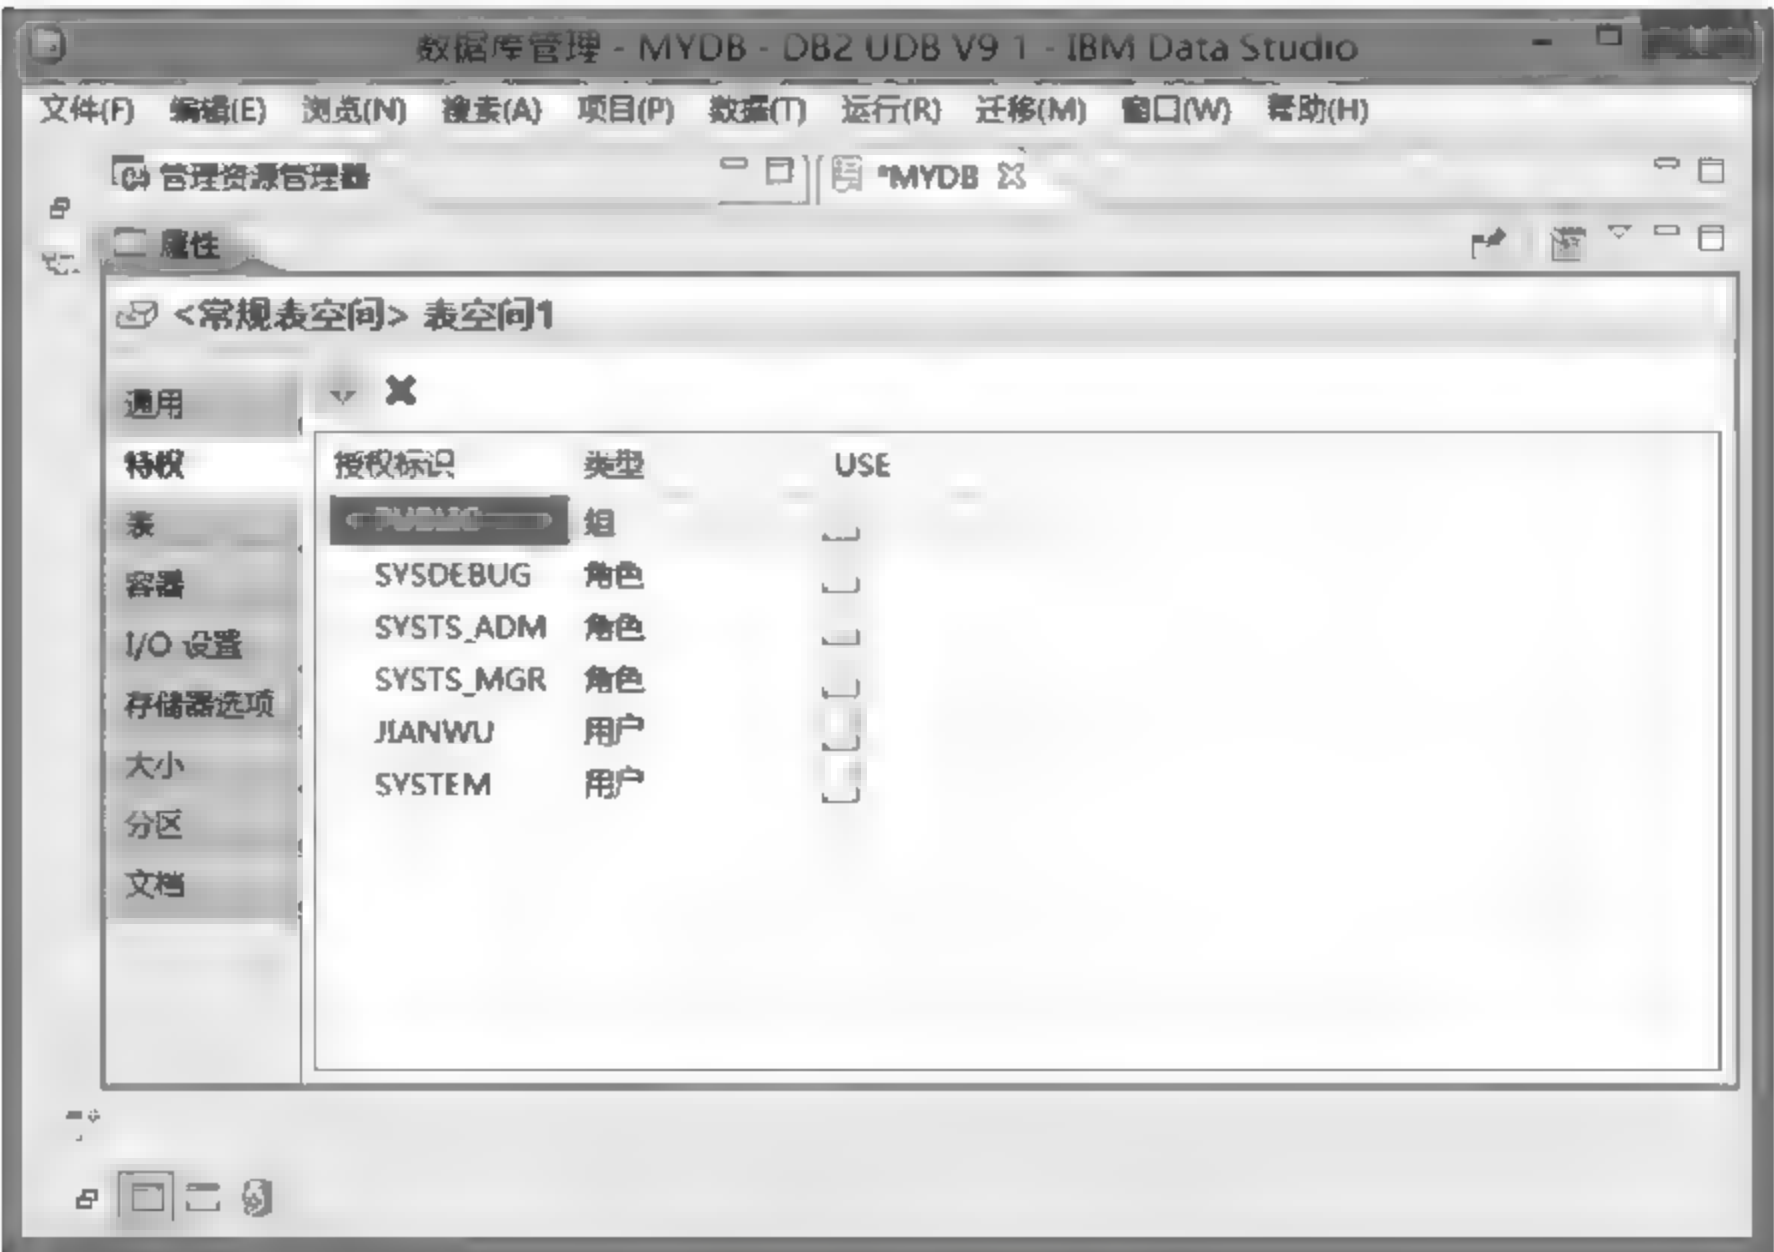 数据库管理 - MYDB - DB2 UDB V9 1 - IBM Data Studio
文件(F) 编辑(E) 浏览(N) 搜索(A) 项目(P) 数据(T) 运行(R) 迁移(M) 窗口(W) 帮助(H)
管理资源管理器 *MYDB
属性
<常规表空间> 表空间1
通用
特权 授权标识 类型 USE
表 组
SYSDEBUG 角色
容器
SYSTS_ADM 角色
I/O 设置
SYSTS_MGR 角色
存储器选项
JIANWU 用户
大小
SYSTEM 用户
分区
文档